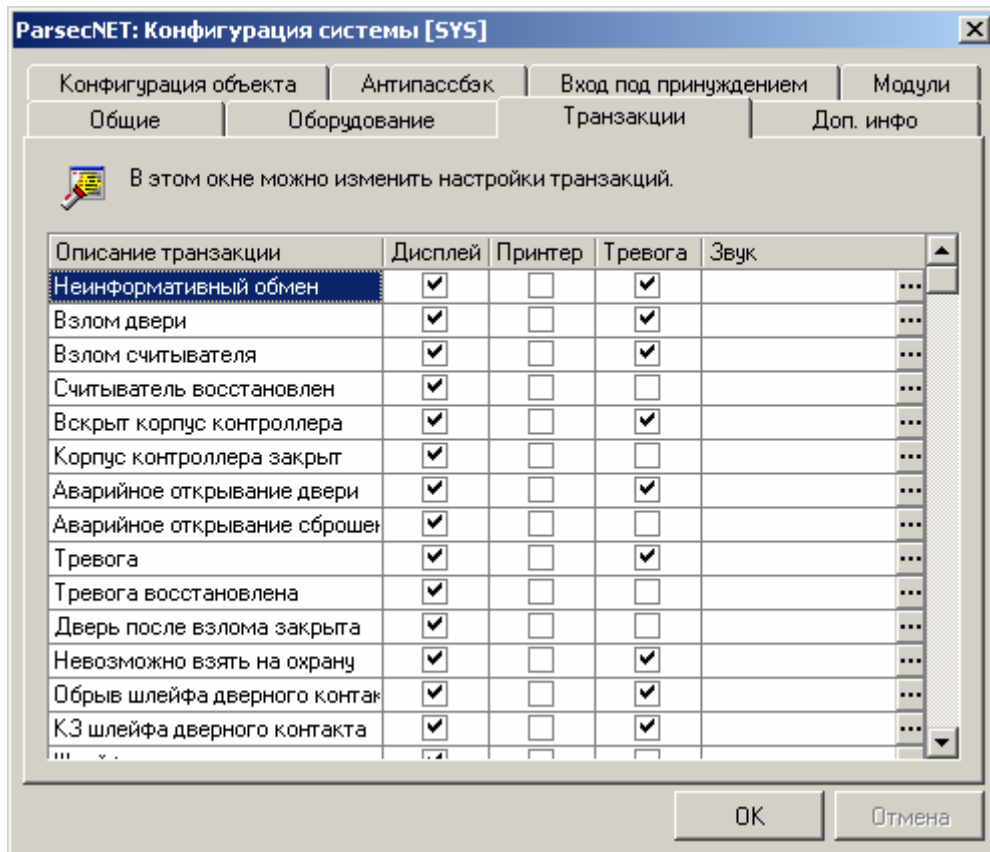 ParsecNET: Конфигурация системы [SYS]
Конфигурация объекта Антипассбэк Вход под принуждением Модули
Общие Оборудование Транзакции Доп. инфо
В этом окне можно изменить настройки транзакций.
Описание транзакции Дисплей Принтер Тревога Звук
Неинформативный обмен ...
Взлом двери ...
Взлом считывателя ...
Считыватель восстановлен ...
Вскрыт корпус контроллера ...
Корпус контроллера закрыт ...
Аварийное открывание двери ...
Аварийное открывание сброшен ...
Тревога ...
Тревога восстановлена ...
Дверь после взлома закрыта ...
Невозможно взять на охрану ...
Обрыв шлейфа дверного контак ...
КЗ шлейфа дверного контакта ...
OK Отмена